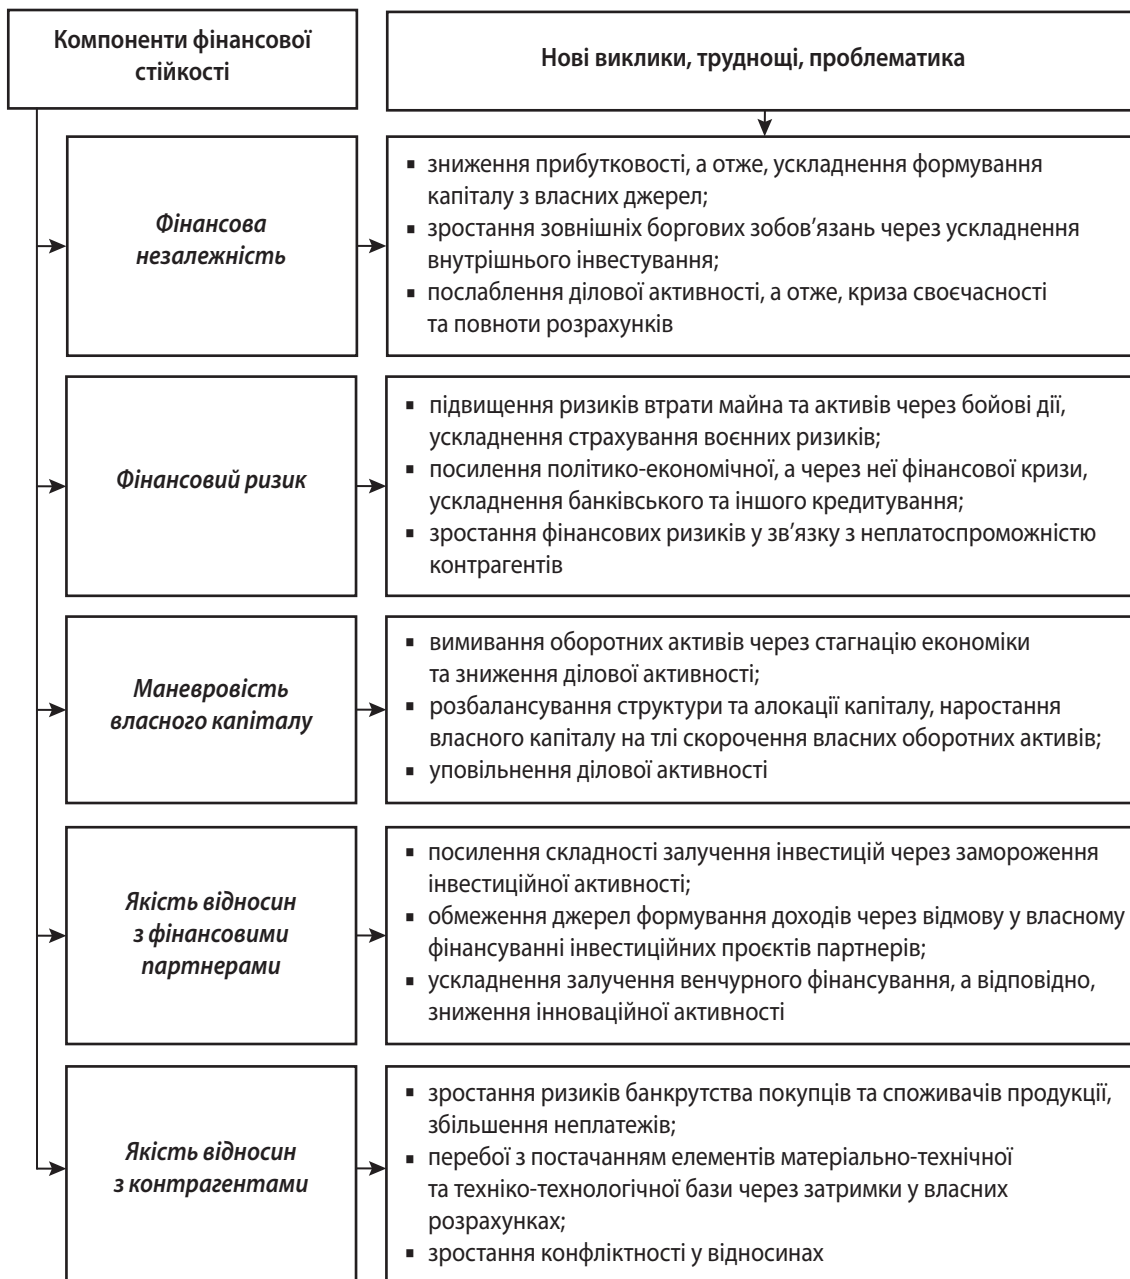 Компоненти фінансової
стійкості
Нові виклики, труднощі, проблематика
Фінансова
незалежність
▪ зниження прибутковості, а отже, ускладнення формування
капіталу з власних джерел;
▪ зростання зовнішніх боргових зобов’язань через ускладнення
внутрішнього інвестування;
▪ послаблення ділової активності, а отже, криза своєчасності
та повноти розрахунків
Фінансовий ризик
▪ підвищення ризиків втрати майна та активів через бойові дії,
ускладнення страхування воєнних ризиків;
▪ посилення політико-економічної, а через неї фінансової кризи,
ускладнення банківського та іншого кредитування;
▪ зростання фінансових ризиків у зв’язку з неплатоспроможністю
контрагентів
Маневровість
власного капіталу
▪ вимивання оборотних активів через стагнацію економіки
та зниження ділової активності;
▪ розбалансування структури та алокації капіталу, наростання
власного капіталу на тлі скорочення власних оборотних активів;
▪ уповільнення ділової активності
Якість відносин
з фінансовими
партнерами
▪ посилення складності залучення інвестицій через замороження
інвестиційної активності;
▪ обмеження джерел формування доходів через відмову у власному
фінансуванні інвестиційних проєктів партнерів;
▪ ускладнення залучення венчурного фінансування, а відповідно,
зниження інноваційної активності
Якість відносин
з контрагентами
▪ зростання ризиків банкрутства покупців та споживачів продукції,
збільшення неплатежів;
▪ перебої з постачанням елементів матеріально-технічної
та техніко-технологічної бази через затримки у власних
розрахунках;
▪ зростання конфліктності у відносинах